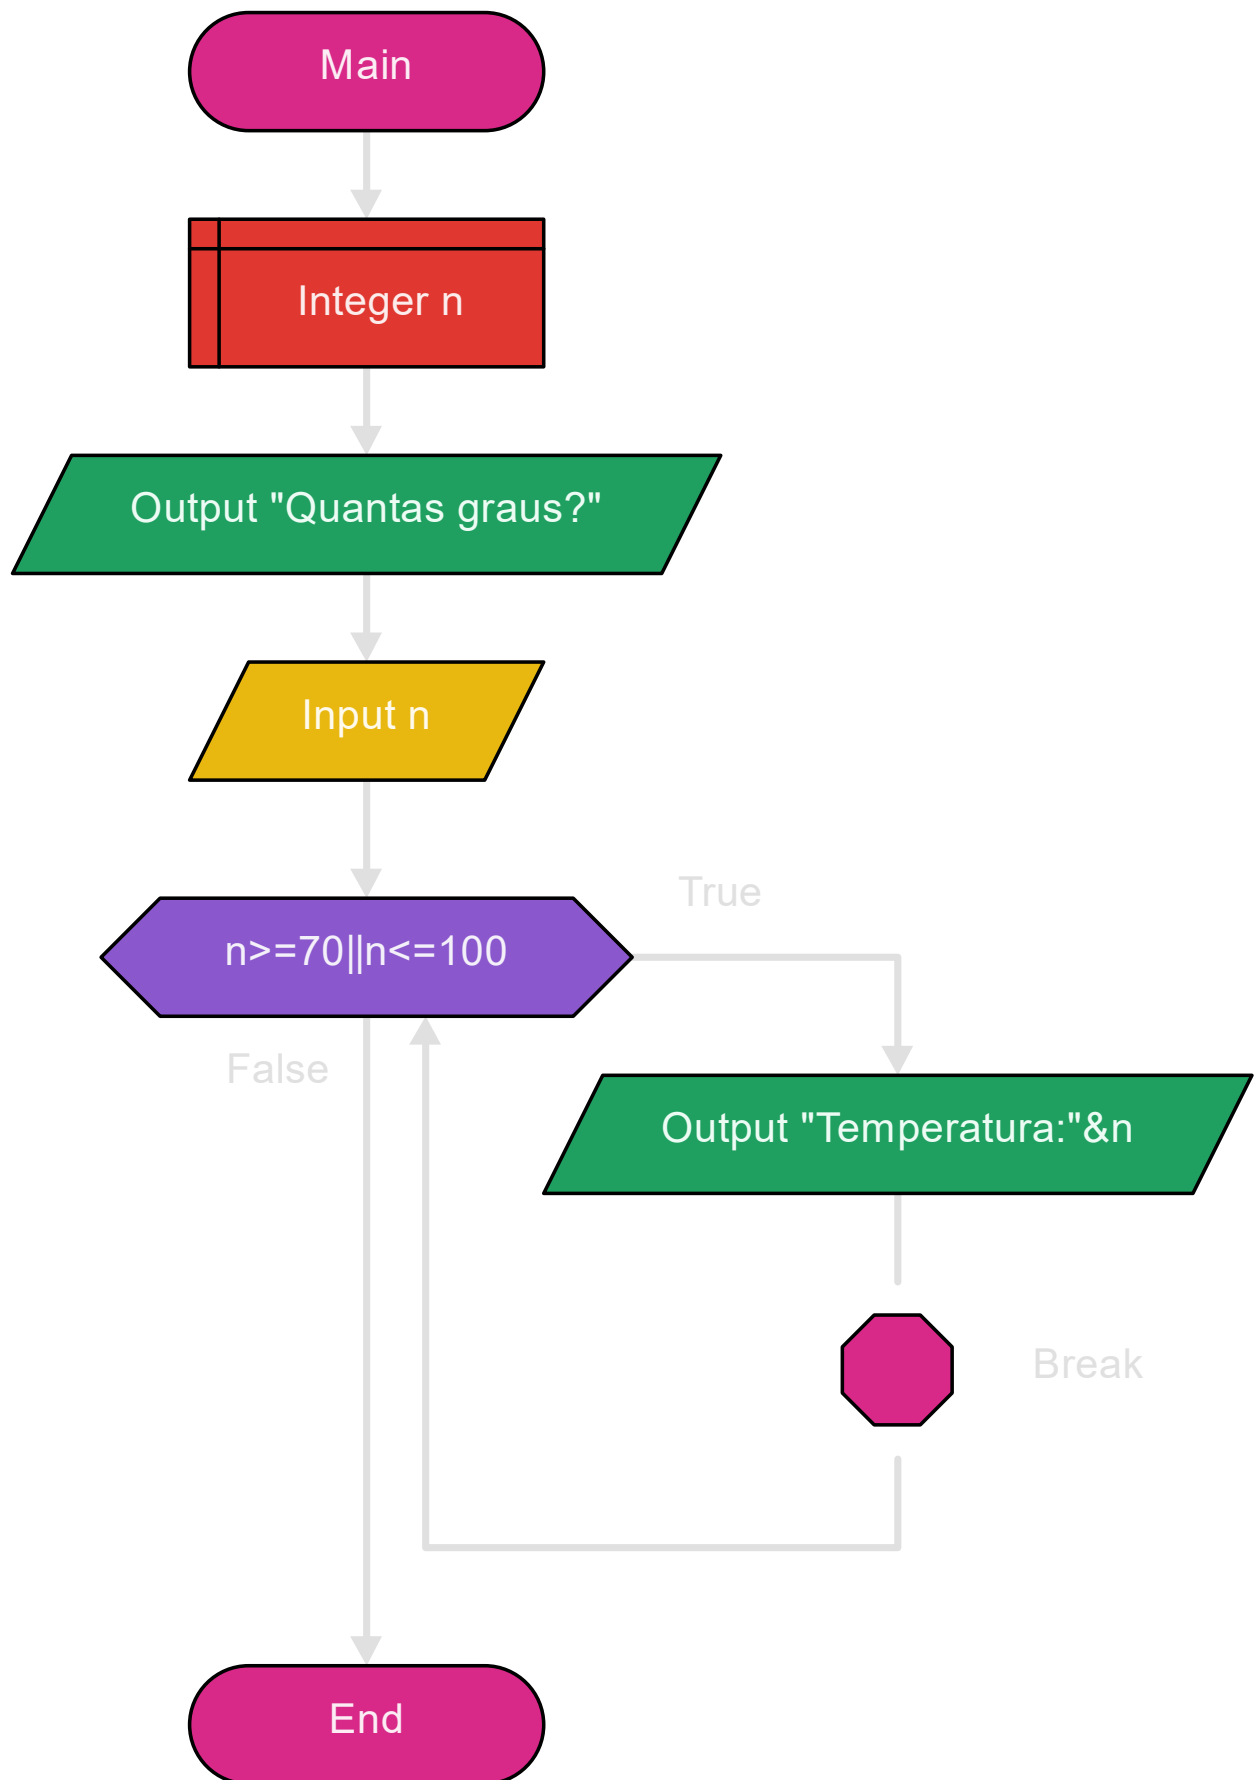 Main
Integer n
Output "Quantas graus?"
Input n
n>=70||n<=100
True
False
Output "Temperatura:"&n
Break
End